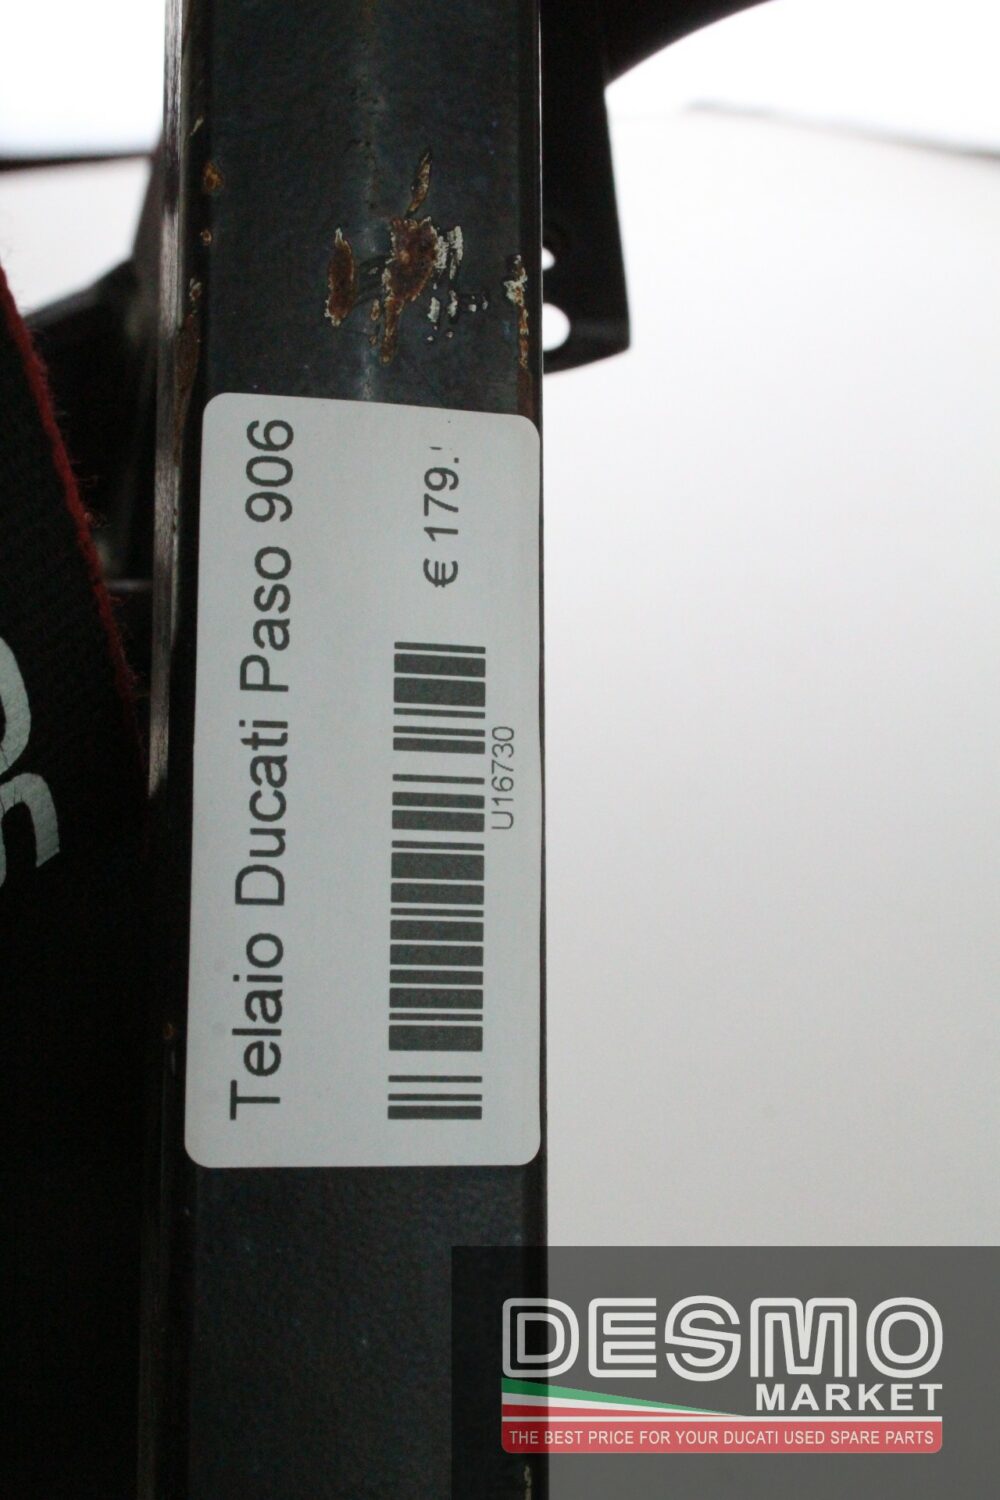 Telaio Ducati Paso 906
€ 179.
U16730
DESMO
MARKET
THE BEST PRICE FOR YOUR DUCATI USED SPARE PARTS